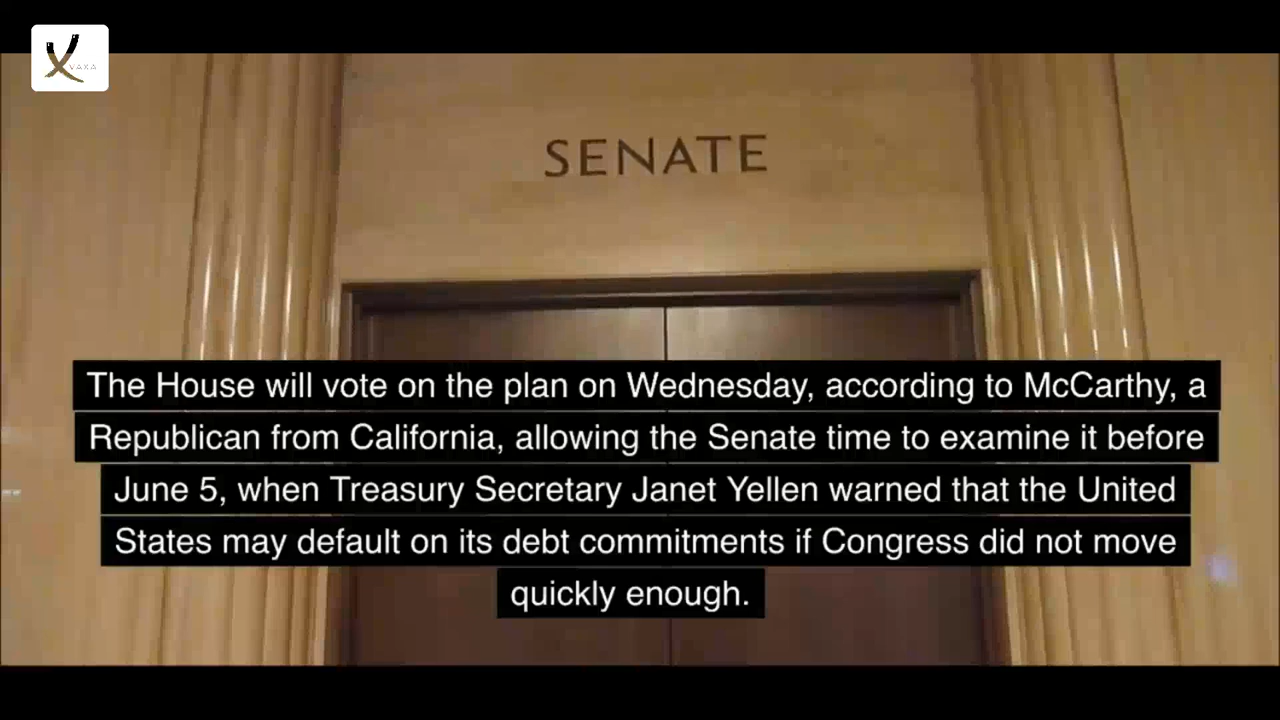 SENATE
The House will vote on the plan on Wednesday, according to McCarthy, a
Republican from California, allowing the Senate time to examine it before
June 5, when Treasury Secretary Janet Yellen warned that the United
States may default on its debt commitments if Congress did not move
quickly enough.